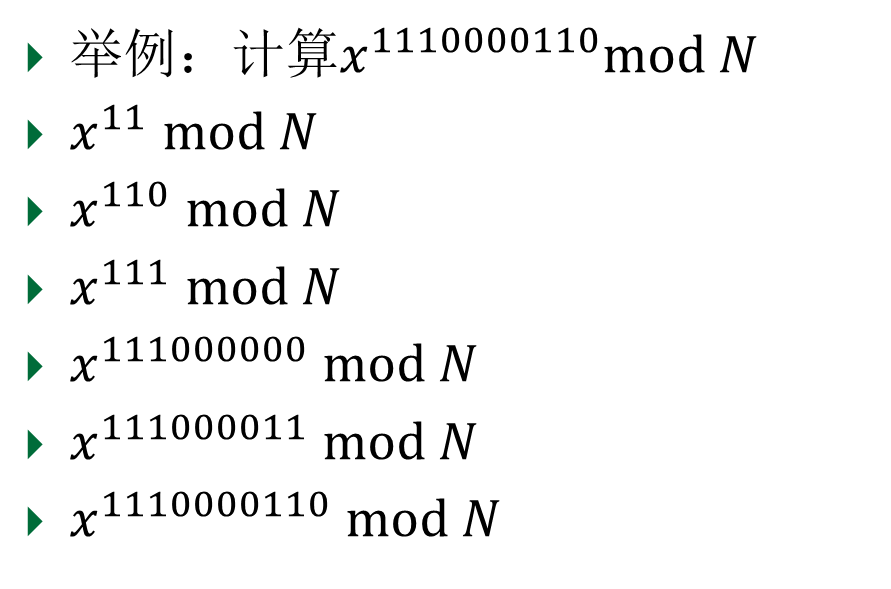 举例：计算x^{1110000110} mod N
x^{11} mod N
x^{110} mod N
x^{111} mod N
x^{111000000} mod N
x^{111000011} mod N
x^{1110000110} mod N